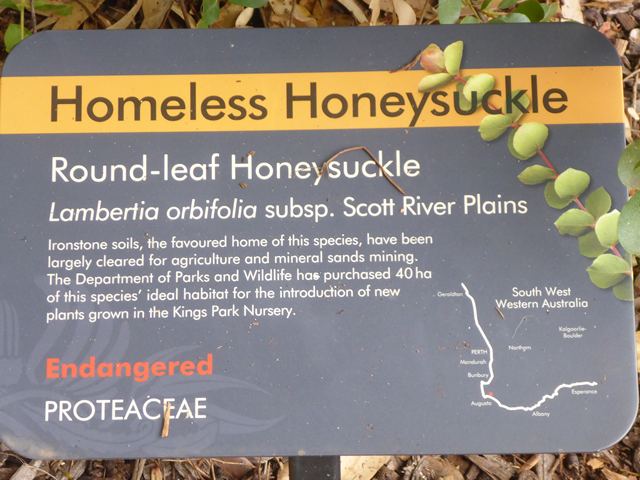 Homeless Honeysuckle
Round-leaf Honeysuckle
Lambertia orbifolia subsp. Scott River Plains
Ironstone soils, the favoured home of this species, have been
largely cleared for agriculture and mineral sands mining.
The Department of Parks and Wildlife has purchased 40 ha
of this species' ideal habitat for the introduction of new
plants grown in the Kings Park Nursery.
Endangered
PROTEACEAE
South West
Western Australia
Geraldton
Kalgoorlie-
Boulder
Northam
PERTH
Mandurah
Bunbury
Augusta
Albany
Esperance